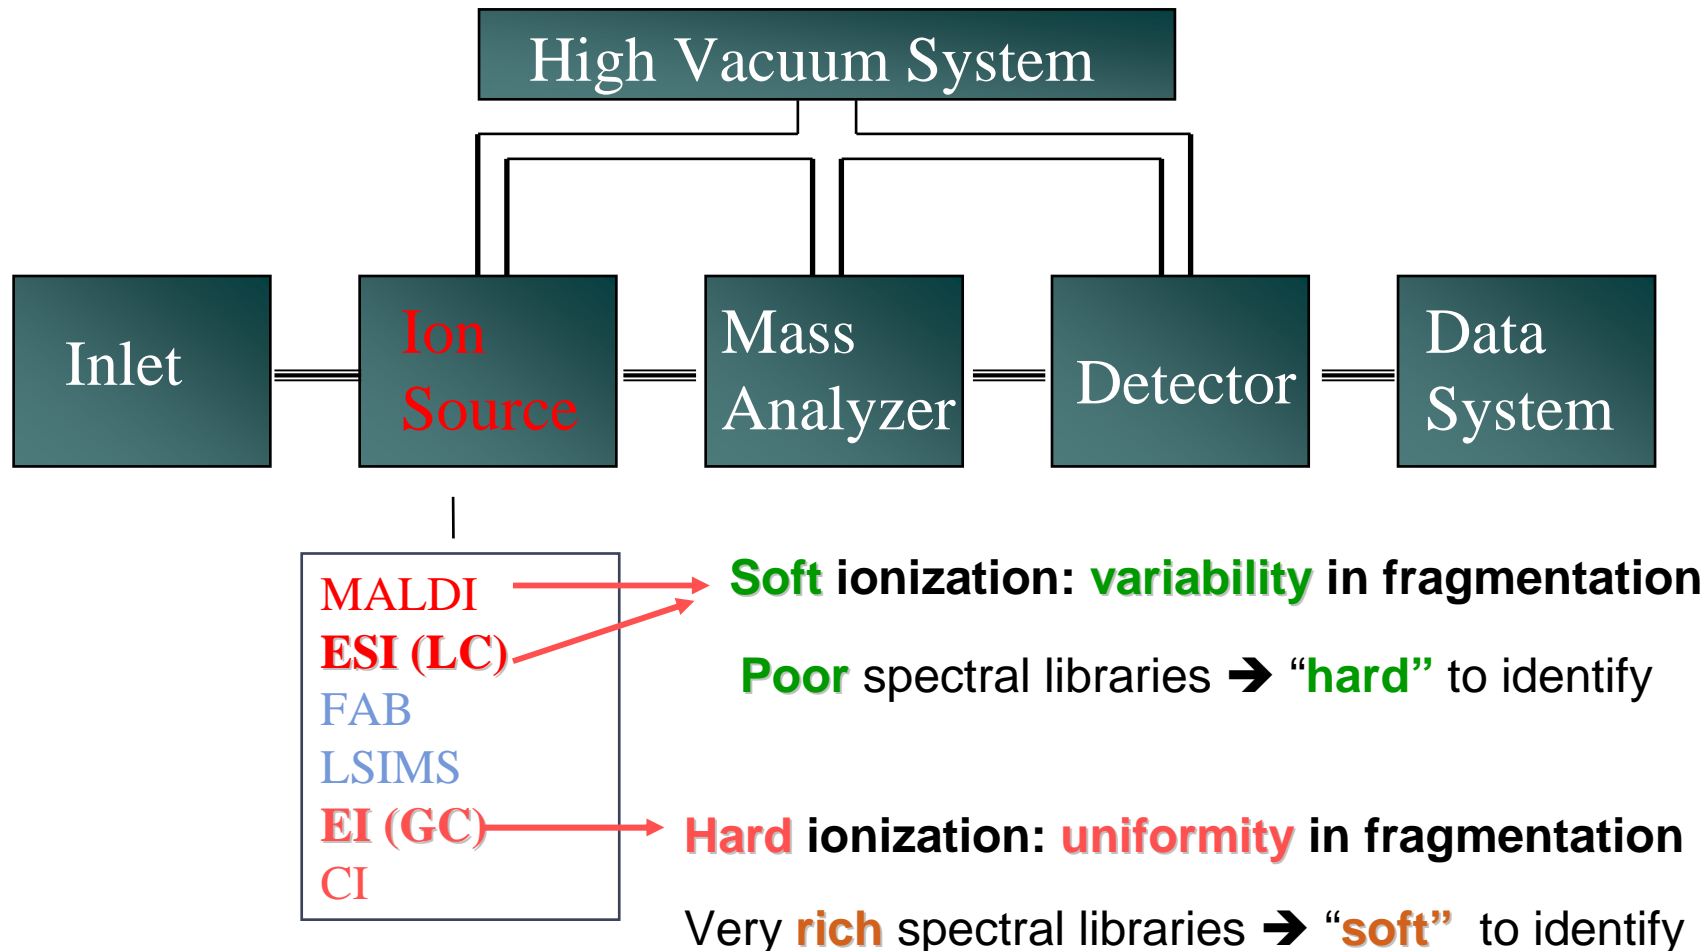 High Vacuum System
Inlet
Ion
Source
Mass
Analyzer
Detector
Data
System
MALDI
ESI (LC)
FAB
LSIMS
EI (GC)
CI
Soft ionization: variability in fragmentation
Poor spectral libraries ➔ “hard” to identify
Hard ionization: uniformity in fragmentation
Very rich spectral libraries ➔ “soft” to identify